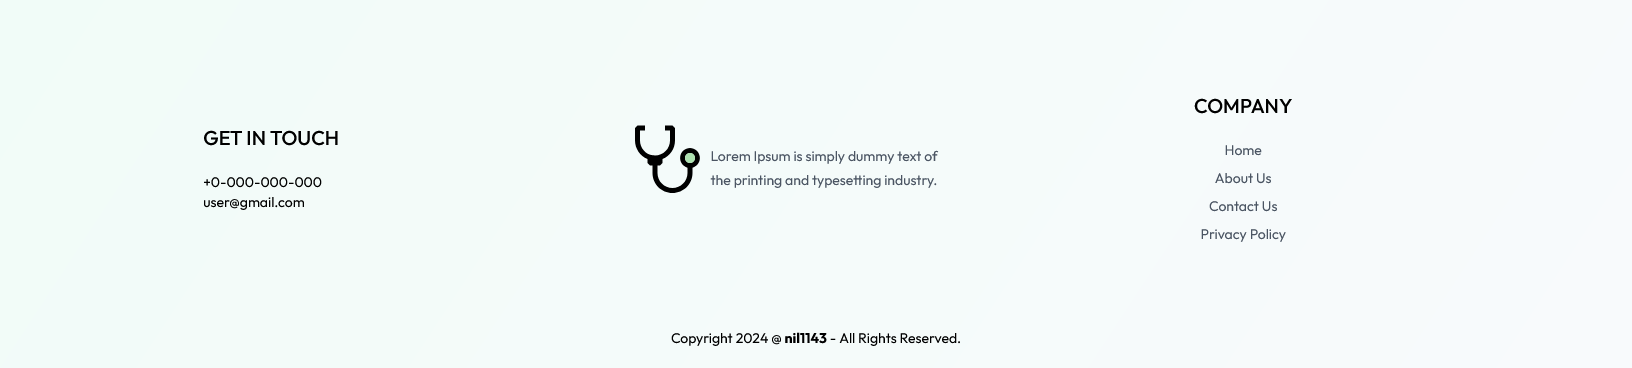 GET IN TOUCH
+0-000-000-000
user@gmail.com
Lorem Ipsum is simply dummy text of
the printing and typesetting industry.
COMPANY
Home
About Us
Contact Us
Privacy Policy
Copyright 2024 @ nil1143 - All Rights Reserved.